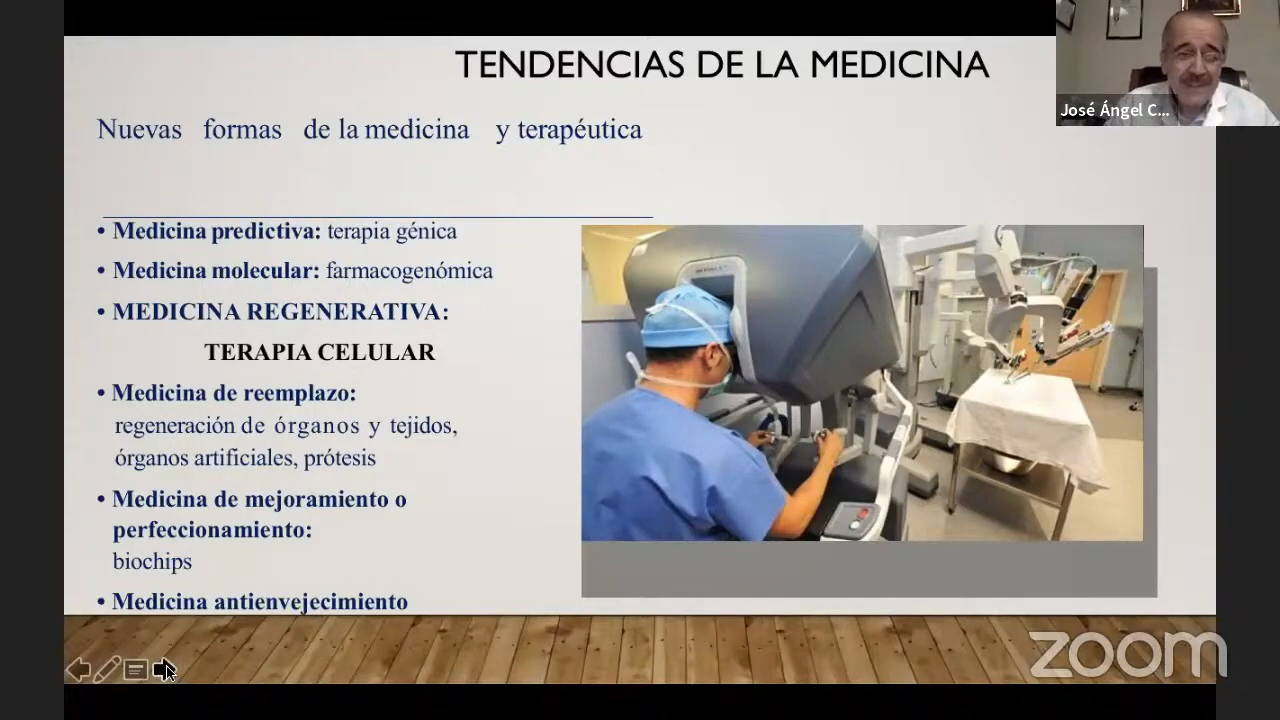 TENDENCIAS DE LA MEDICINA
José Ángel C...
Nuevas formas de la medicina y terapéutica
• Medicina predictiva: terapia génica
• Medicina molecular: farmacogenómica
• MEDICINA REGENERATIVA:
TERAPIA CELULAR
• Medicina de reemplazo:
regeneración de órganos y tejidos,
órganos artificiales, prótesis
• Medicina de mejoramiento o
perfeccionamiento:
biochips
• Medicina antienvejecimiento
zoom